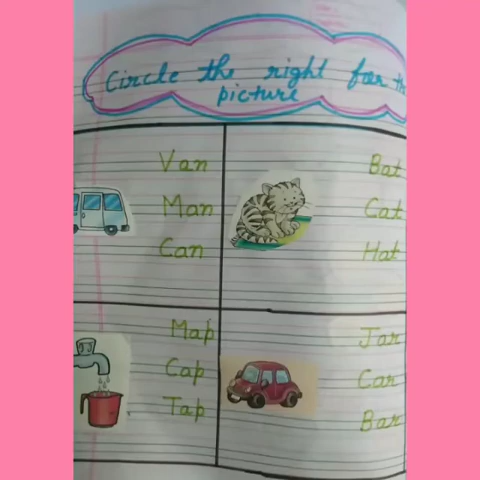 Circle the right for the
picture
Van
Man
Can
Bat
Cat
Hat
Map
Cap
Tap
Jar
Car
Bar